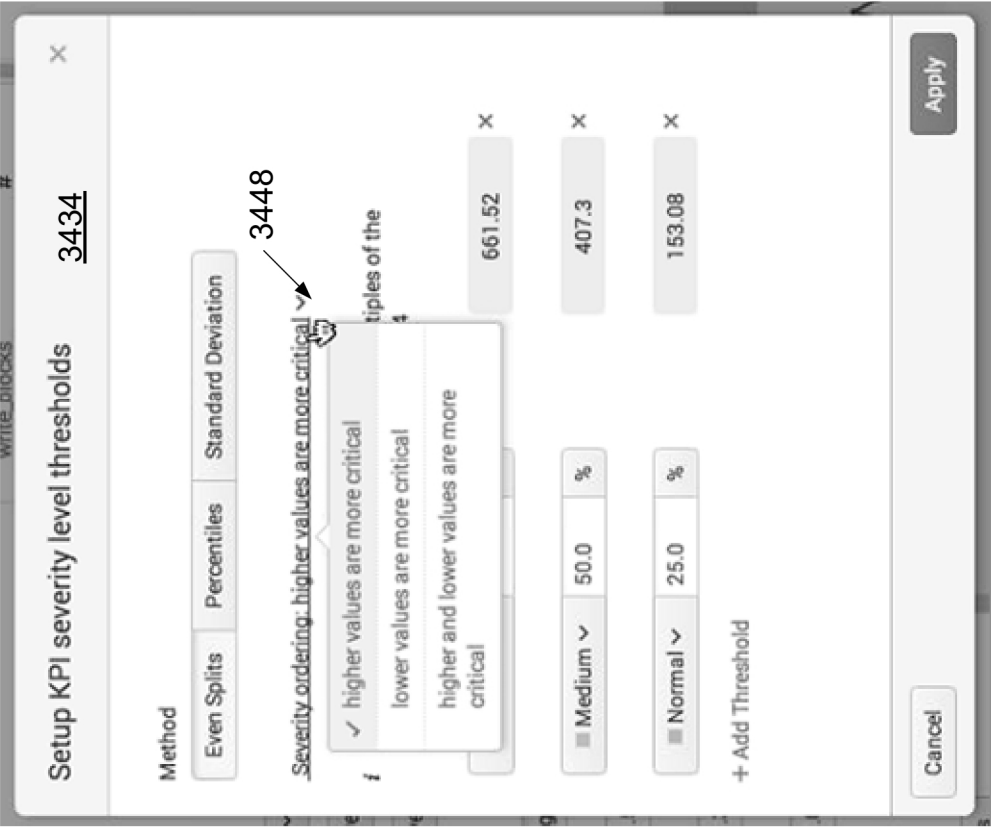 write_blocks #
Setup KPI severity level thresholds 3434 ×
Method
Even Splits Percentiles Standard Deviation
3448
Severity ordering: higher values are more critical
i tiples of the
4
✓ higher values are more critical
lower values are more critical
higher and lower values are more
critical
661.52 ×
Medium 50.0 % 407.3 ×
Normal 25.0 % 153.08 ×
+ Add Threshold
Cancel Apply